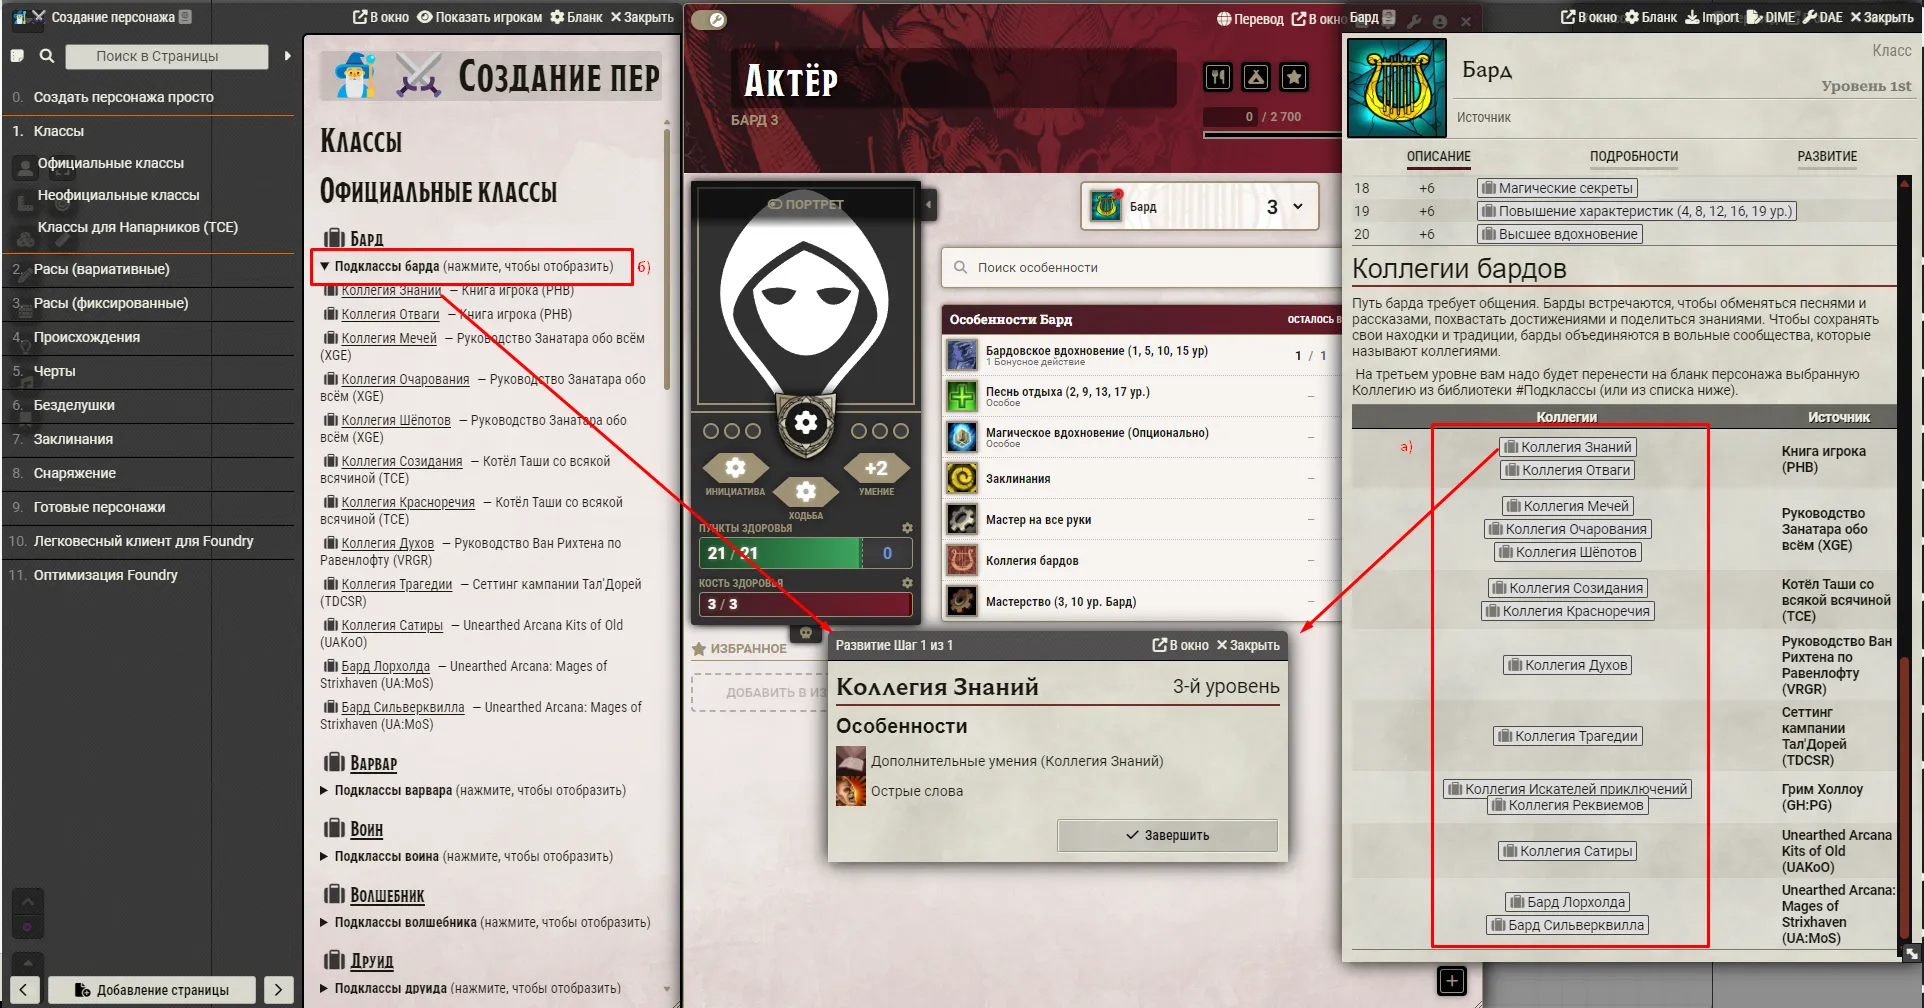 Создание персонажа
В окно
Показать игрокам
Бланк
Закрыть
Поиск в Страницы
0. Создать персонажа просто
1. Классы
Официальные классы
Неофициальные классы
Классы для Напарников (TCE)
2. Расы (вариативные)
3. Расы (фиксированные)
4. Происхождения
5. Черты
6. Безделушки
7. Заклинания
8. Снаряжение
9. Готовые персонажи
10. Легковесный клиент для Foundry
11. Оптимизация Foundry
Добавление страницы
Создание пер
Классы
Официальные классы
Бард
Подклассы барда (нажмите, чтобы отобразить)
б)
Коллегия Знаний — Книга игрока (PHB)
Коллегия Отваги — Книга игрока (PHB)
Коллегия Мечей — Руководство Занатара обо всём
(XGE)
Коллегия Очарования — Руководство Занатара обо
всём (XGE)
Коллегия Шёпотов — Руководство Занатара обо
всём (XGE)
Коллегия Созидания — Котёл Таши со всякой
всячиной (TCE)
Коллегия Красноречия — Котёл Таши со всякой
всячиной (TCE)
Коллегия Духов — Руководство Ван Рихтена по
Равенлофту (VRGR)
Коллегия Трагедии — Сеттинг кампании Тал'Дорей
(TDCSR)
Коллегия Сатиры — Unearthed Arcana Kits of Old
(UAKoO)
Бард Лорхолда — Unearthed Arcana: Mages of
Strixhaven (UA:MoS)
Бард Сильверквилла — Unearthed Arcana: Mages of
Strixhaven (UA:MoS)
Варвар
Подклассы варвара (нажмите, чтобы отобразить)
Воин
Подклассы воина (нажмите, чтобы отобразить)
Волшебник
Подклассы волшебника (нажмите, чтобы отобразить)
Друид
Подклассы друида (нажмите, чтобы отобразить)
Перевод
В окно
Актёр
БАРД 3
0 / 2 700
ПОРТРЕТ
Бард
3
Поиск особенности
Особенности Бард
ОСТАЛОСЬ В
Бардовское вдохновение (1, 5, 10, 15 ур)
1 Бонусное действие
1 / 1
Песнь отдыха (2, 9, 13, 17 ур.)
Особое
–
Магическое вдохновение (Опционально)
Особое
–
Заклинания
–
Мастер на все руки
–
Коллегия бардов
–
Мастерство (3, 10 ур. Бард)
–
ИНИЦИАТИВА
+2
УМЕНИЕ
ХОДЬБА
ПУНКТЫ ЗДОРОВЬЯ
21 / 21
0
КОСТЬ ЗДОРОВЬЯ
3 / 3
ИЗБРАННОЕ
ДОБАВИТЬ В ИЗ
Развитие Шаг 1 из 1
В окно
Закрыть
Коллегия Знаний
3-й уровень
Особенности
Дополнительные умения (Коллегия Знаний)
Острые слова
Завершить
Бард
В окно
Бланк
Import
DIME
DAE
Закрыть
Бард
Класс
Уровень 1st
Источник
ОПИСАНИЕ
ПОДРОБНОСТИ
РАЗВИТИЕ
18 +6 Магические секреты
19 +6 Повышение характеристик (4, 8, 12, 16, 19 ур.)
20 +6 Высшее вдохновение
Коллегии бардов
Путь барда требует общения. Барды встречаются, чтобы обменяться песнями и
рассказами, похвастать достижениями и поделиться знаниями. Чтобы сохранять
свои находки и традиции, барды объединяются в вольные сообщества, которые
называют коллегиями.
На третьем уровне вам надо будет перенести на бланк персонажа выбранную
Коллегию из библиотеки #Подклассы (или из списка ниже).
Коллегии
Источник
а)
Коллегия Знаний
Коллегия Отваги
Книга игрока
(PHB)
Коллегия Мечей
Коллегия Очарования
Коллегия Шёпотов
Руководство
Занатара обо
всём (XGE)
Коллегия Созидания
Коллегия Красноречия
Котёл Таши со
всякой всячиной
(TCE)
Коллегия Духов
Руководство Ван
Рихтена по
Равенлофту
(VRGR)
Коллегия Трагедии
Сеттинг
кампании
Тал'Дорей
(TDCSR)
Коллегия Искателей приключений
Коллегия Реквиемов
Грим Холлоу
(GH:PG)
Коллегия Сатиры
Unearthed Arcana
Kits of Old
(UAKoO)
Бард Лорхолда
Бард Сильверквилла
Unearthed Arcana:
Mages of
Strixhaven
(UA:MoS)